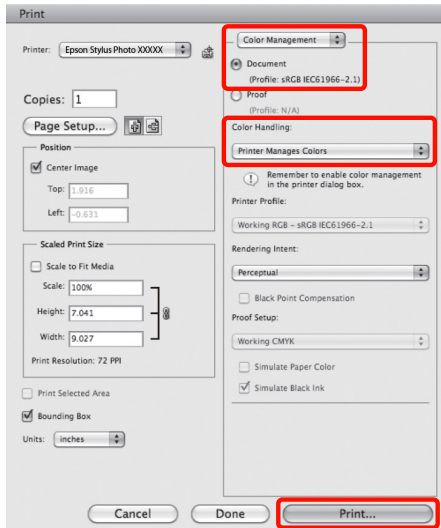 Print
Printer: Epson Stylus Photo XXXXX
Copies: 1
Page Setup...
Position
Center Image
Top: 1.916
Left: -0.631
Scaled Print Size
Scale to Fit Media
Scale: 100%
Height: 7.041
Width: 9.027
Print Resolution: 72 PPI
Print Selected Area
Bounding Box
Units: inches
Color Management
Document
(Profile: sRGB IEC61966-2.1)
Proof
(Profile: N/A)
Color Handling:
Printer Manages Colors
Remember to enable color management
in the printer dialog box.
Printer Profile:
Working RGB - sRGB IEC61966-2.1
Rendering Intent:
Perceptual
Black Point Compensation
Proof Setup:
Working CMYK
Simulate Paper Color
Simulate Black Ink
Cancel
Done
Print...